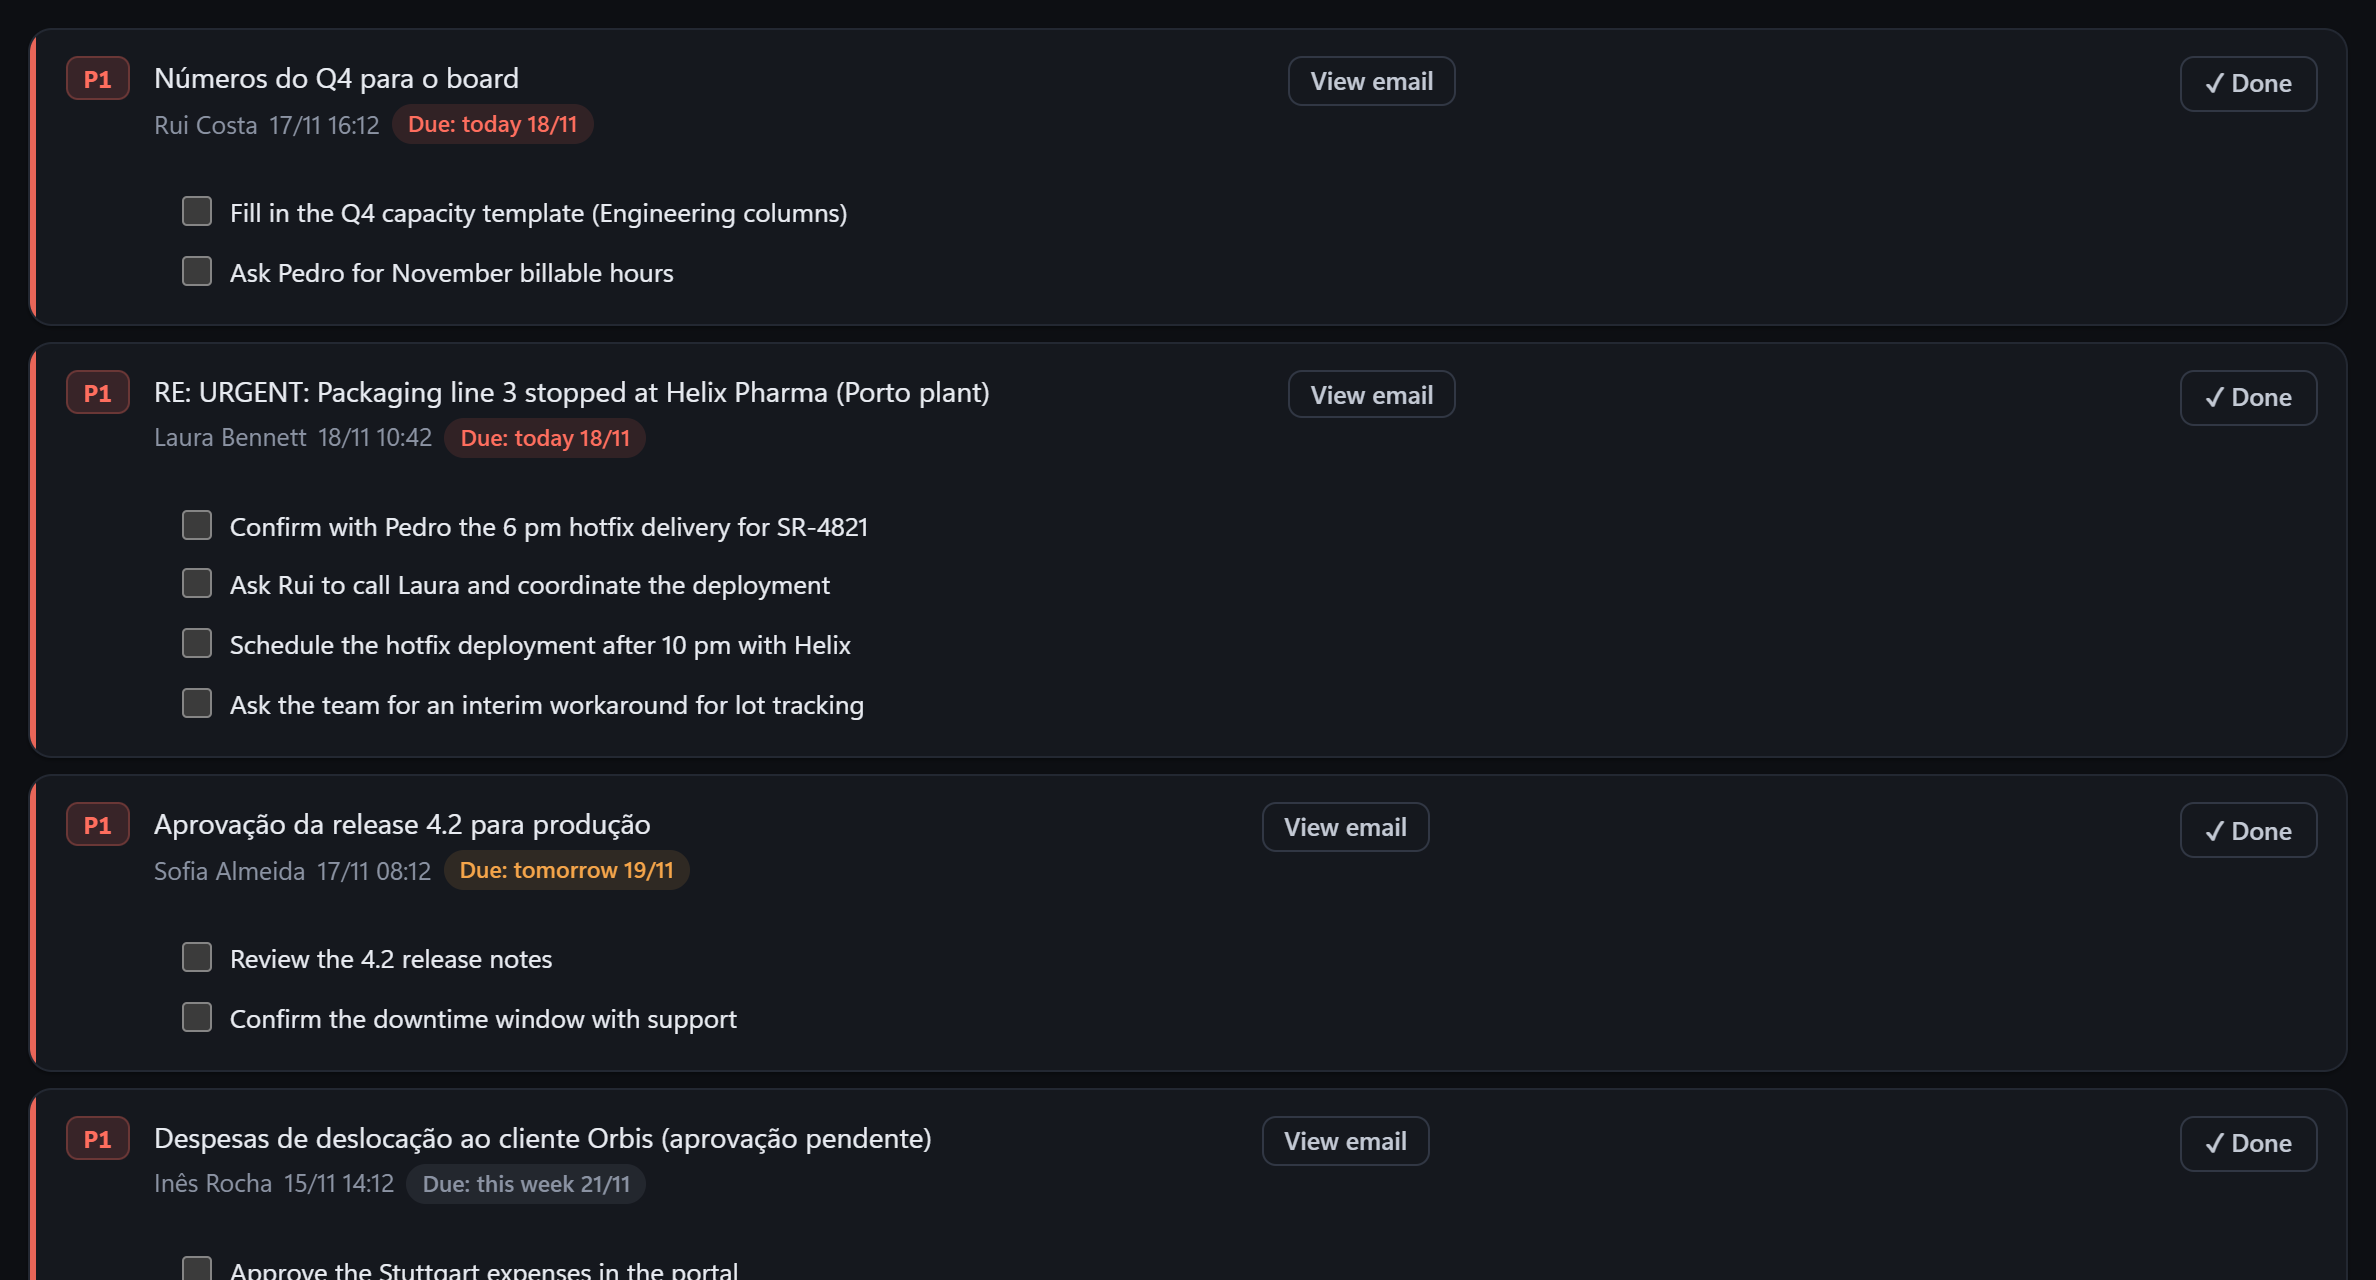 P1 Números do Q4 para o board View email ✓ Done
Rui Costa 17/11 16:12 Due: today 18/11
Fill in the Q4 capacity template (Engineering columns)
Ask Pedro for November billable hours
P1 RE: URGENT: Packaging line 3 stopped at Helix Pharma (Porto plant) View email ✓ Done
Laura Bennett 18/11 10:42 Due: today 18/11
Confirm with Pedro the 6 pm hotfix delivery for SR-4821
Ask Rui to call Laura and coordinate the deployment
Schedule the hotfix deployment after 10 pm with Helix
Ask the team for an interim workaround for lot tracking
P1 Aprovação da release 4.2 para produção View email ✓ Done
Sofia Almeida 17/11 08:12 Due: tomorrow 19/11
Review the 4.2 release notes
Confirm the downtime window with support
P1 Despesas de deslocação ao cliente Orbis (aprovação pendente) View email ✓ Done
Inês Rocha 15/11 14:12 Due: this week 21/11
Approve the Stuttgart expenses in the portal